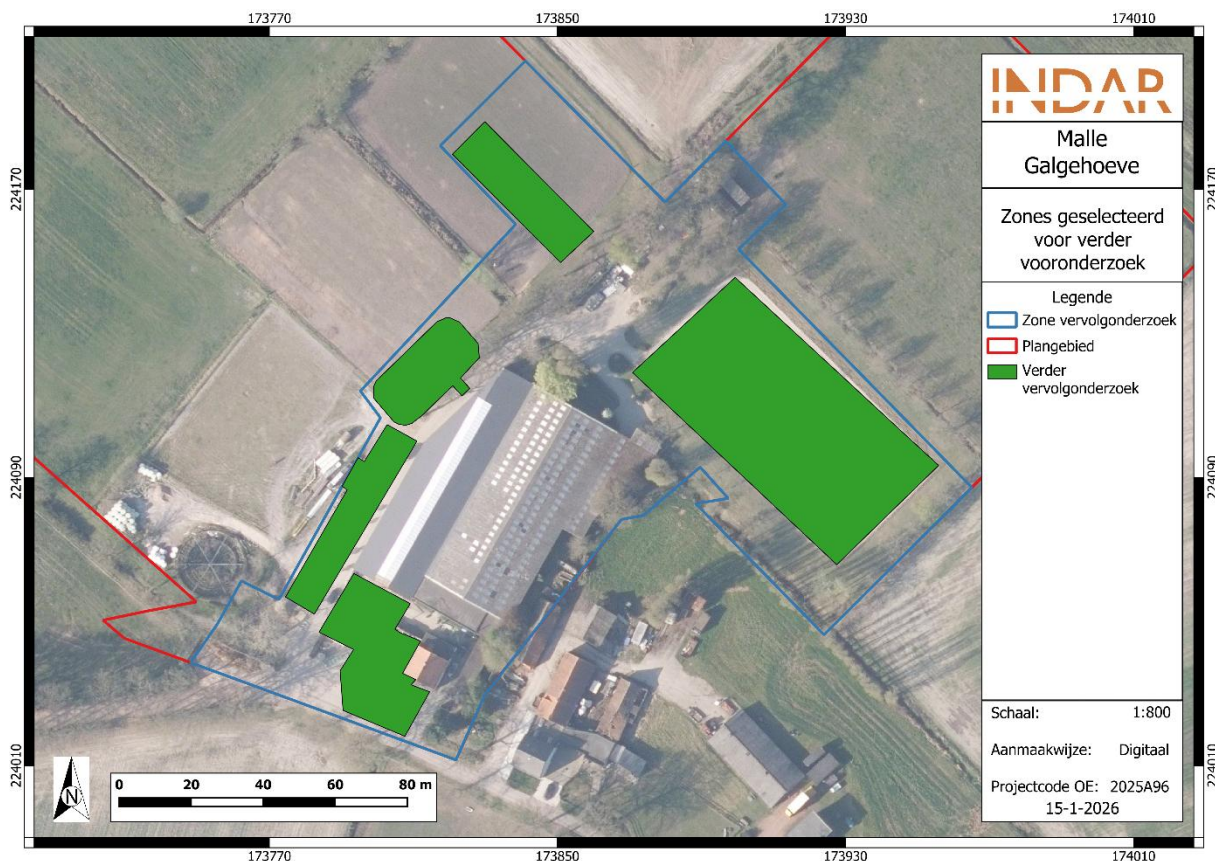 173770 173850 173930 174010
INDAR
Malle
Galgehoeve
Zones geselecteerd
voor verder
vooronderzoek
Legende
Zone vervolgonderzoek
Plangebied
Verder
vervolgonderzoek
Schaal: 1:800
Aanmaakwijze: Digitaal
Projectcode OE: 2025A96
15-1-2026
224170 224170
224090 224090
224010 224010
N
0 20 40 60 80 m
173770 173850 173930 174010